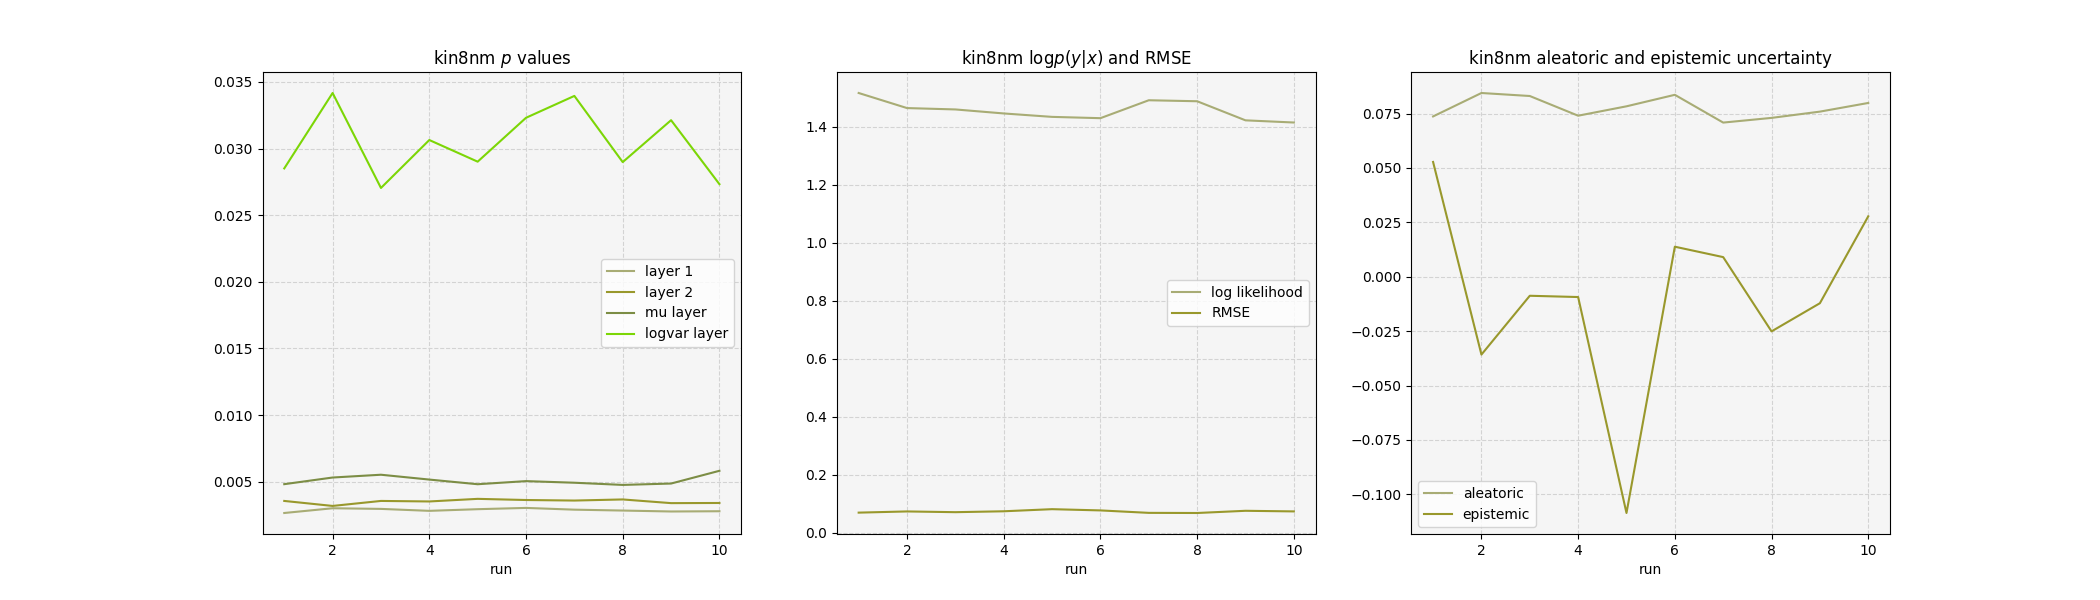 kin8nm p values
0.035
0.030
0.025
0.020
0.015
0.010
0.005
2 4 6 8 10
run
layer 1
layer 2
mu layer
logvar layer
kin8nm logp(y|x) and RMSE
1.4
1.2
1.0
0.8
0.6
0.4
0.2
0.0
2 4 6 8 10
run
log likelihood
RMSE
kin8nm aleatoric and epistemic uncertainty
0.075
0.050
0.025
0.000
−0.025
−0.050
−0.075
−0.100
2 4 6 8 10
run
aleatoric
epistemic